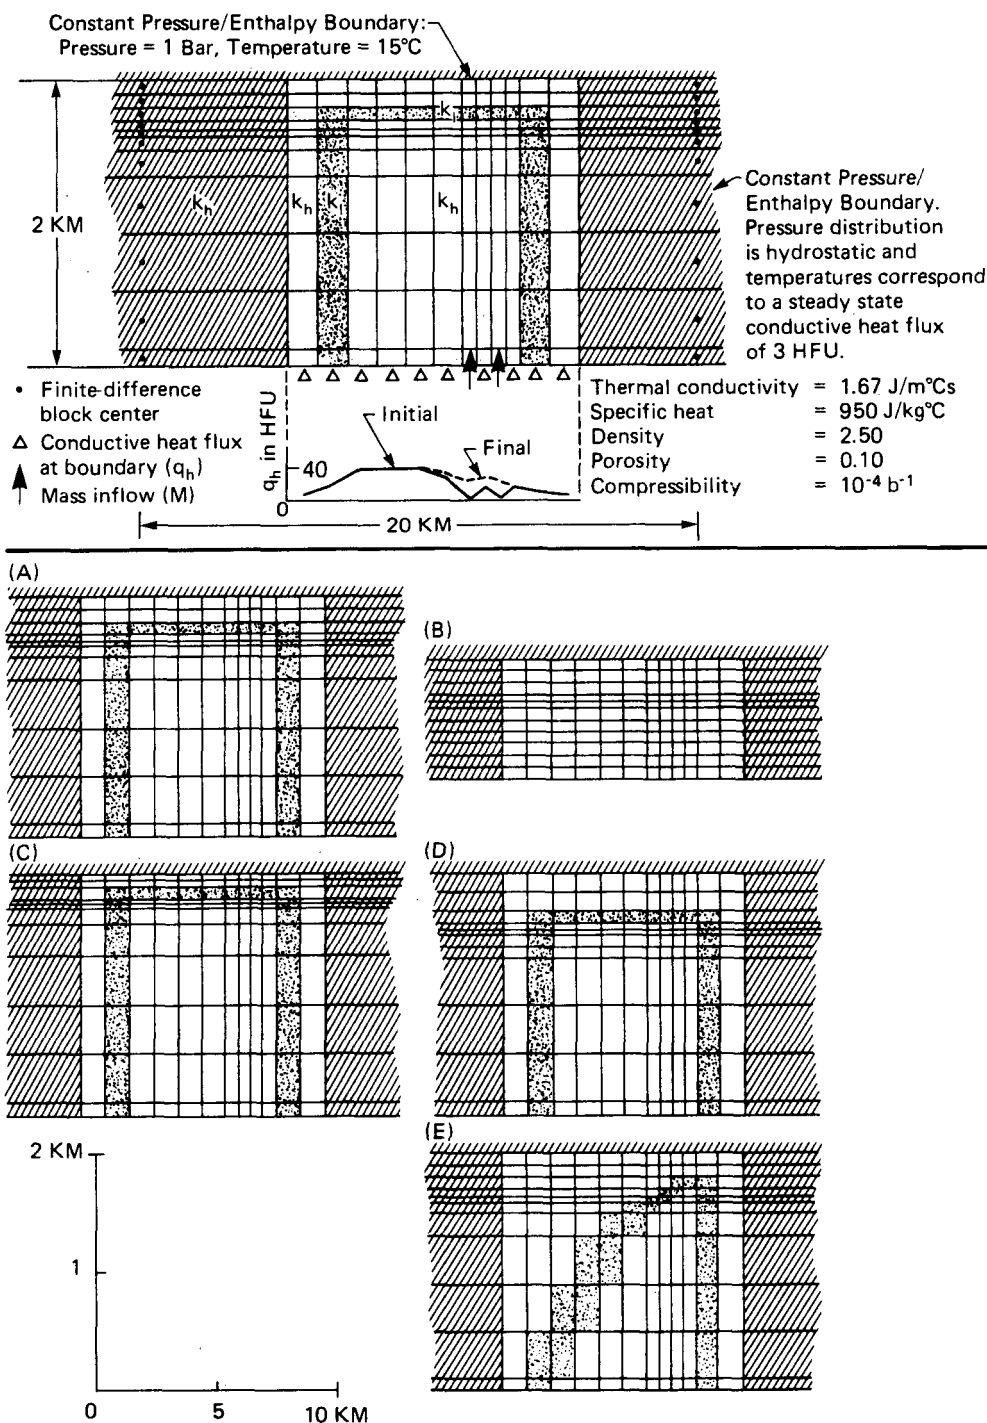 Constant Pressure/Enthalpy Boundary:
Pressure = 1 Bar, Temperature = 15°C
k_l
2 KM
k_h
k_h
k_l
k_h
Constant Pressure/
Enthalpy Boundary.
Pressure distribution
is hydrostatic and
temperatures correspond
to a steady state
conductive heat flux
of 3 HFU.
• Finite-difference
block center
Δ Conductive heat flux
at boundary (q_h)
↑ Mass inflow (M)
q_h in HFU
40
0
Initial
Final
Thermal conductivity = 1.67 J/m°Cs
Specific heat = 950 J/kg°C
Density = 2.50
Porosity = 0.10
Compressibility = 10⁻⁴ b⁻¹
20 KM
(A)
(B)
(C)
(D)
(E)
2 KM
1
0
5
10 KM